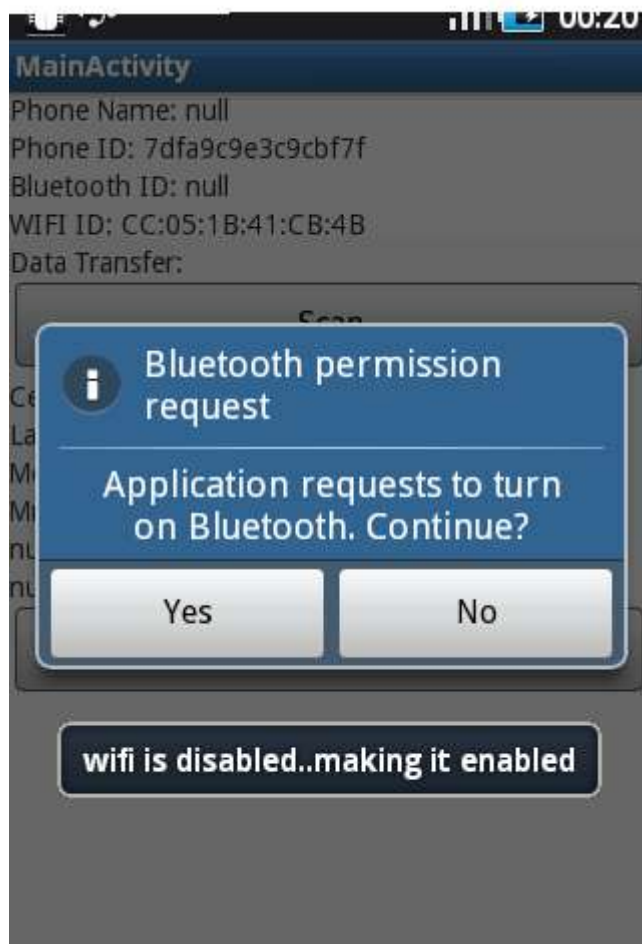 00:20
MainActivity
Phone Name: null
Phone ID: 7dfa9c9e3c9cbf7f
Bluetooth ID: null
WIFI ID: CC:05:1B:41:CB:4B
Data Transfer:
Scan
Bluetooth permission
request
Application requests to turn
on Bluetooth. Continue?
Yes No
wifi is disabled..making it enabled